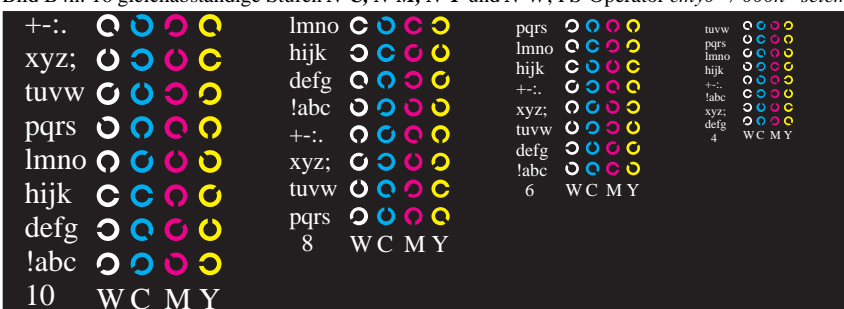 +-:.
xyz;
tuvw
pqrs
lmno
hijk
defg
!abc
10 W C M Y
lmno
hijk
defg
!abc
+-:.
xyz;
tuvw
pqrs
8 W C M Y
pqrs
lmno
hijk
+-:.
xyz;
tuvw
defg
!abc
6 W C M Y
tuvw
pqrs
lmno
hijk
+-:.
!abc
xyz;
defg
4 W C M Y